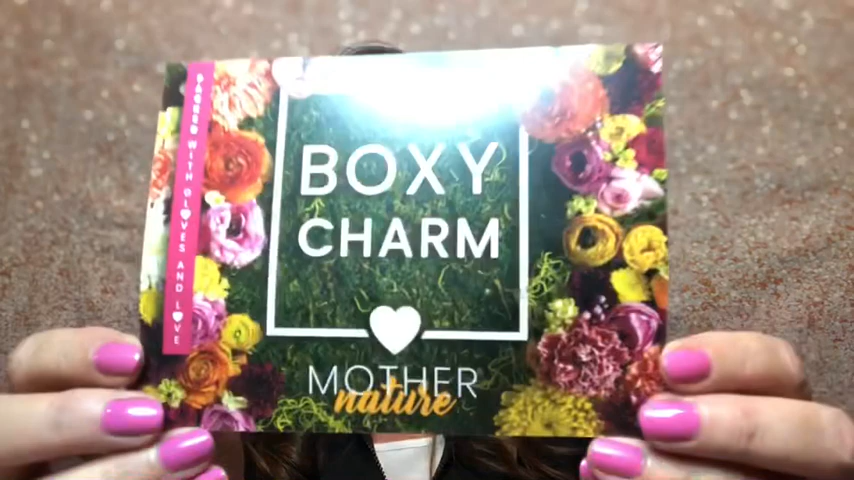 PACKED WITH GLOVES AND LOVE
BOXY
CHARM
MOTHER
nature